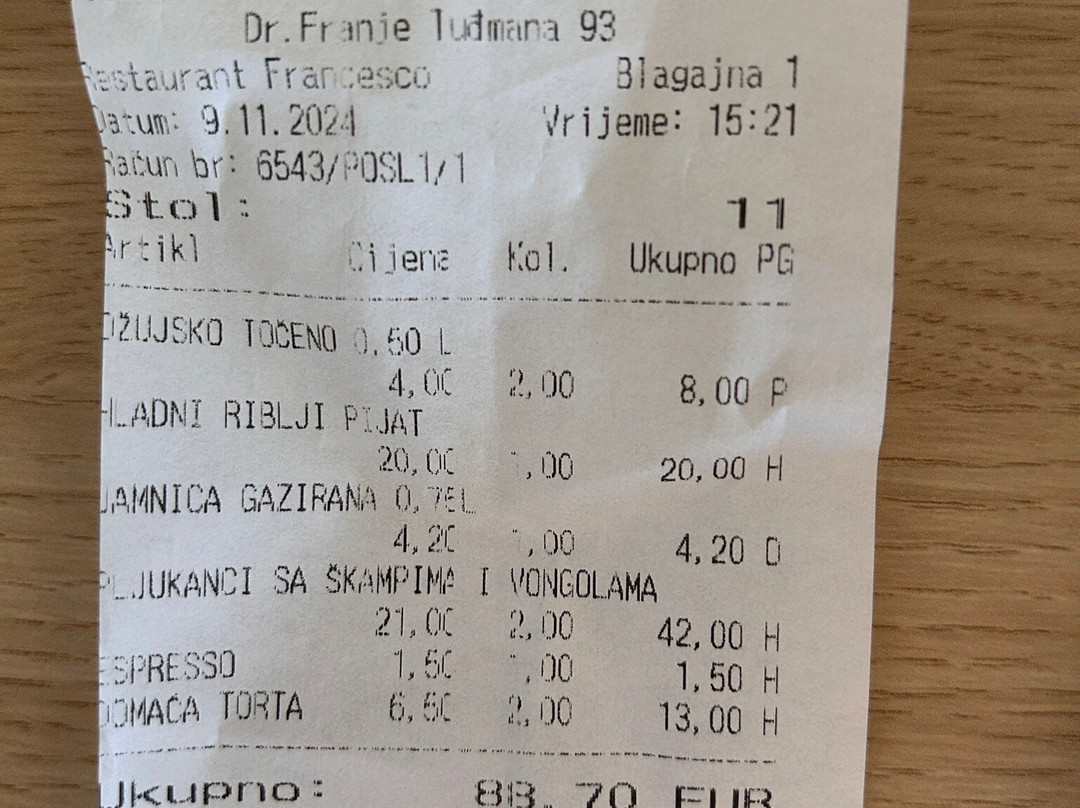 Dr.Franje Tuđmana 93
Restaurant Francesco Blagajna 1
Datum: 9.11.2024 Vrijeme: 15:21
Račun br: 6543/POSL1/1
Stol: 11
Artikl Cijena Kol. Ukupno PG
OŽUJSKO TOČENO 0,50 L
4,00 2,00 8,00 P
HLADNI RIBLJI PIJAT
20,00 1,00 20,00 H
JAMNICA GAZIRANA 0,75L
4,20 1,00 4,20 O
PLJUKANCI SA ŠKAMPIMA I VONGOLAMA
21,00 2,00 42,00 H
ESPRESSO 1,50 1,00 1,50 H
DOMAĆA TORTA 6,50 2,00 13,00 H
Ukupno: 88,70 EUR